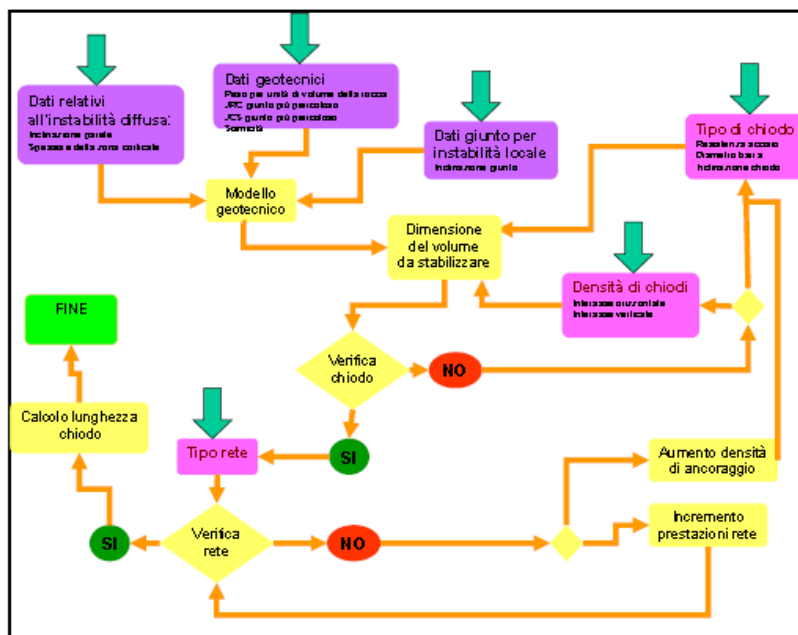 Dati relativi
all'instabilità diffusa:
Inclinazione parete
Spessore della zona corticale
Dati geotecnici
Peso per unità di volume della roccia
JRC giunto più pericoloso
JCS giunto più pericoloso
Sismicità
Dati giunto per
instabilità locale
Inclinazione giunto
Tipo di chiodo
Resistenza acciaio
Diametro barra
Inclinazione chiodo
Modello
geotecnico
Dimensione
del volume
da stabilizzare
Densità di chiodi
Interasse orizzontale
Interasse verticale
FINE
Verifica
chiodo
NO
Calcolo lunghezza
chiodo
Tipo rete
SI
Aumento densità
di ancoraggio
SI
Verifica
rete
NO
Incremento
prestazioni rete